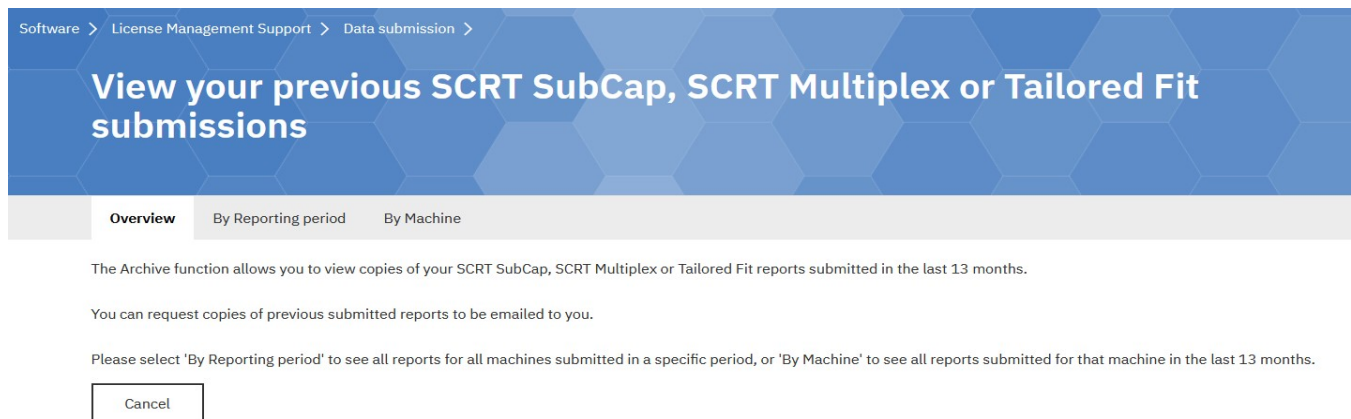 Software > License Management Support > Data submission >
View your previous SCRT SubCap, SCRT Multiplex or Tailored Fit
submissions
Overview By Reporting period By Machine
The Archive function allows you to view copies of your SCRT SubCap, SCRT Multiplex or Tailored Fit reports submitted in the last 13 months.
You can request copies of previous submitted reports to be emailed to you.
Please select 'By Reporting period' to see all reports for all machines submitted in a specific period, or 'By Machine' to see all reports submitted for that machine in the last 13 months.
Cancel